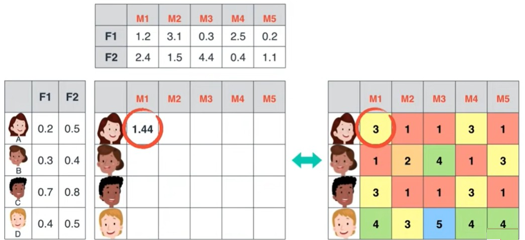 M1 M2 M3 M4 M5
F1 1.2 3.1 0.3 2.5 0.2
F2 2.4 1.5 4.4 0.4 1.1
F1 F2
A 0.2 0.5
B 0.3 0.4
C 0.7 0.8
D 0.4 0.5
M1 M2 M3 M4 M5
1.44
M1 M2 M3 M4 M5
3 1 1 3 1
1 2 4 1 3
3 1 1 3 1
4 3 5 4 4